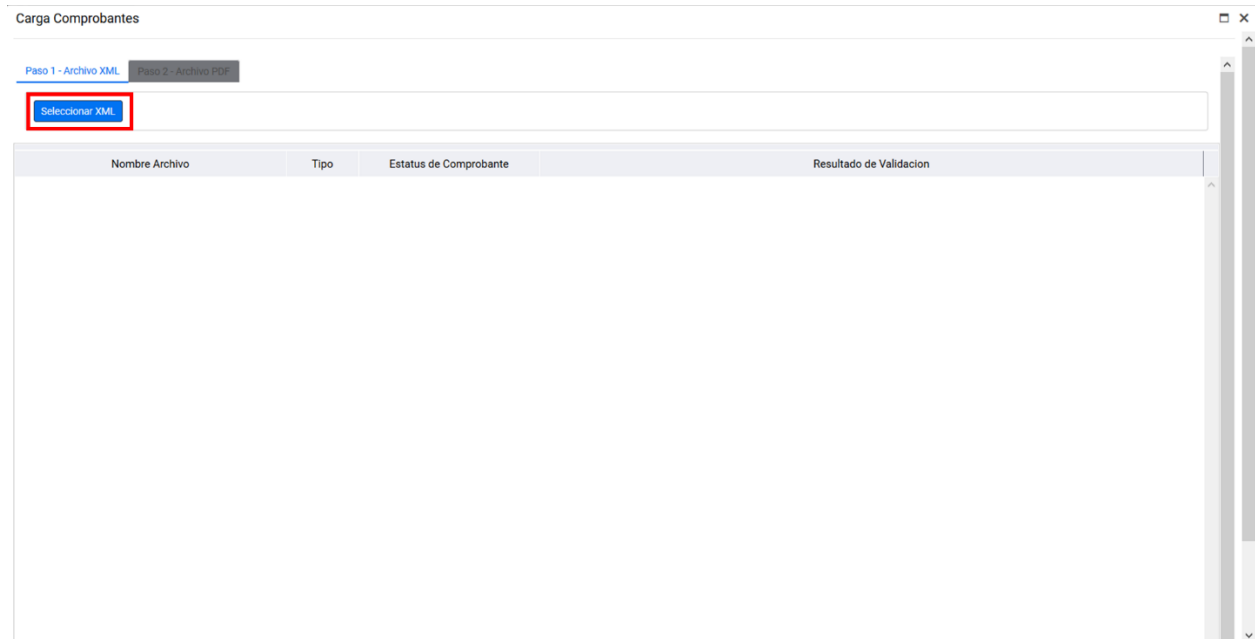 Carga Comprobantes
Paso 1 - Archivo XML Paso 2 - Archivo PDF
Seleccionar XML
Nombre Archivo Tipo Estatus de Comprobante Resultado de Validacion